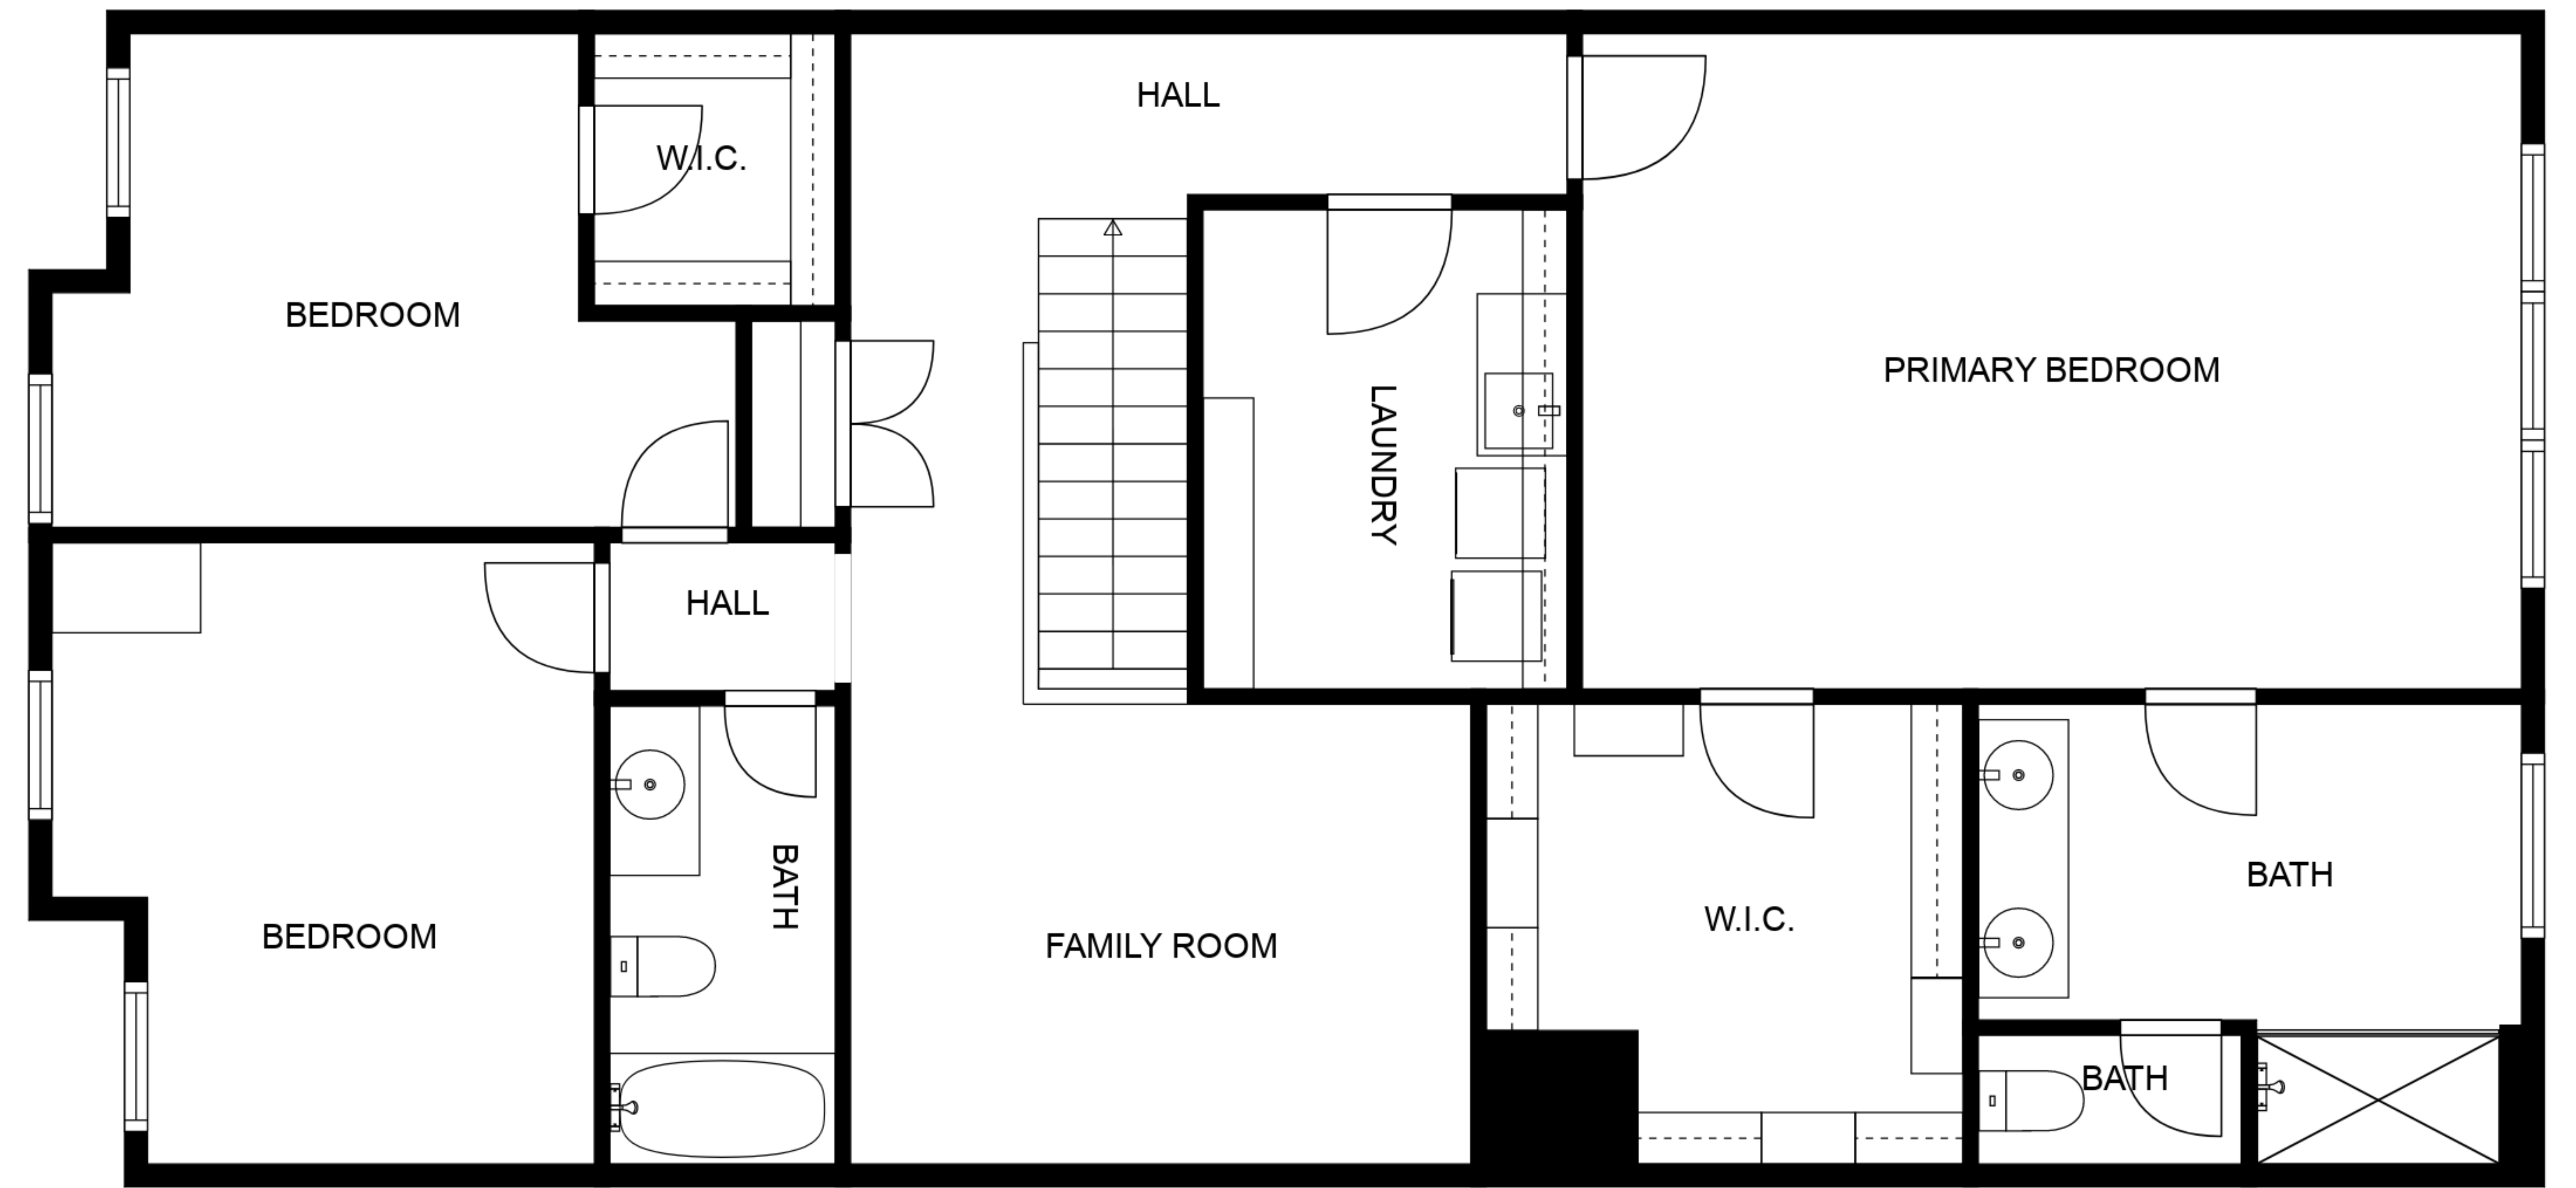 HALL
W.I.C.
BEDROOM
PRIMARY BEDROOM
LAUNDRY
HALL
BATH
BATH
W.I.C.
BEDROOM
FAMILY ROOM
BATH